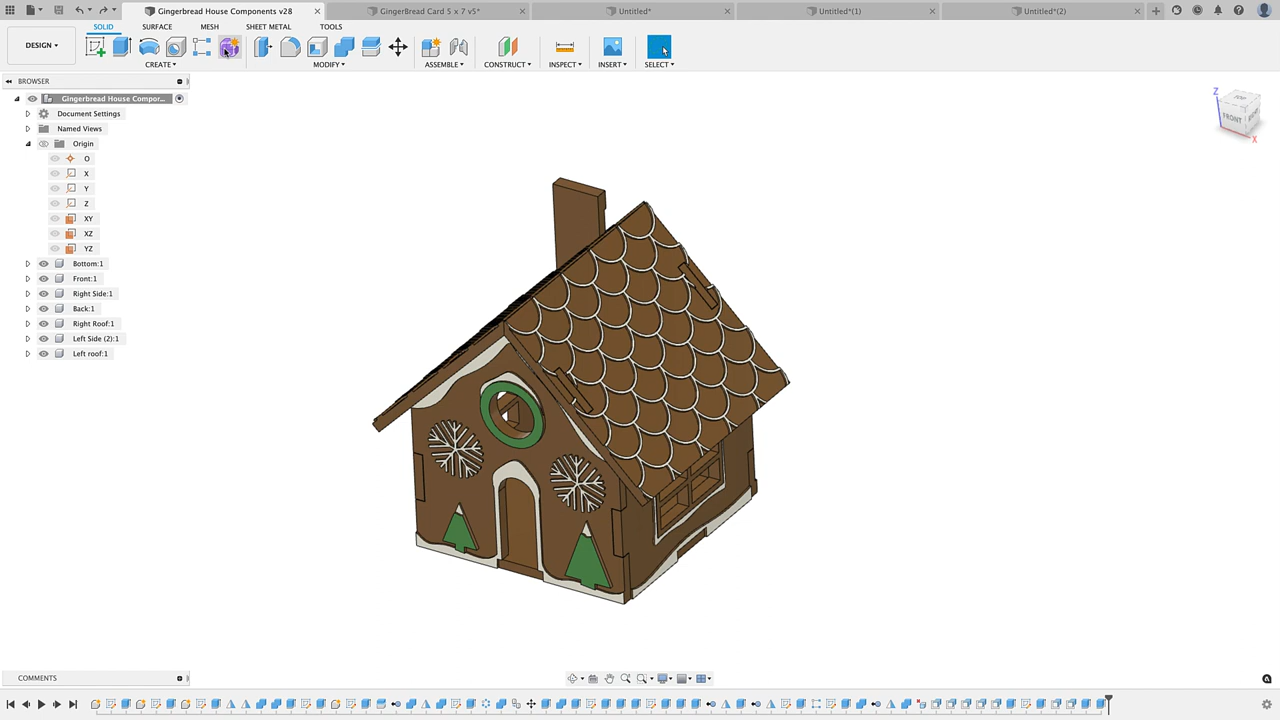 Gingerbread House Components v28
GingerBread Card 5 x 7 v5*
Untitled*
Untitled*(1)
Untitled*(2)
SOLID
SURFACE
MESH
SHEET METAL
TOOLS
DESIGN
CREATE
MODIFY
ASSEMBLE
CONSTRUCT
INSPECT
INSERT
SELECT
BROWSER
Gingerbread House Compor...
Document Settings
Named Views
Origin
O
X
Y
Z
XY
XZ
YZ
Bottom:1
Front:1
Right Side:1
Back:1
Right Roof:1
Left Side (2):1
Left roof:1
Z
TOP
FRONT
X
COMMENTS